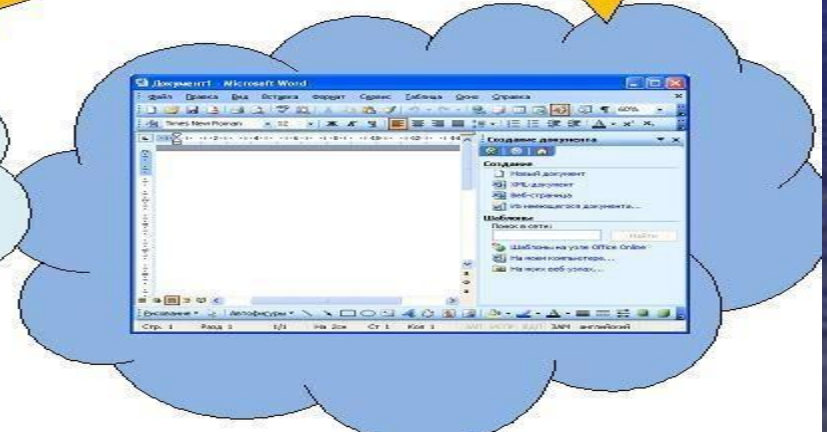 Документ1 - Microsoft Word
Файл Правка Вид Вставка Формат Сервис Таблица Окно Справка
60%
Times New Roman 12 Ж К Ч
Создание документа
Создание
Новый документ
XML-документ
Веб-страница
Из имеющегося документа...
Шаблоны
Поиск в сети:
Найти
Шаблоны на узле Office Online
На моем компьютере...
На моих веб-узлах...
Рисование Автофигуры
Стр. 1 Разд 1 1/1 На 2см Ст 1 Кол 1 ЗАП ИСПР ВДЛ ЗАМ английский